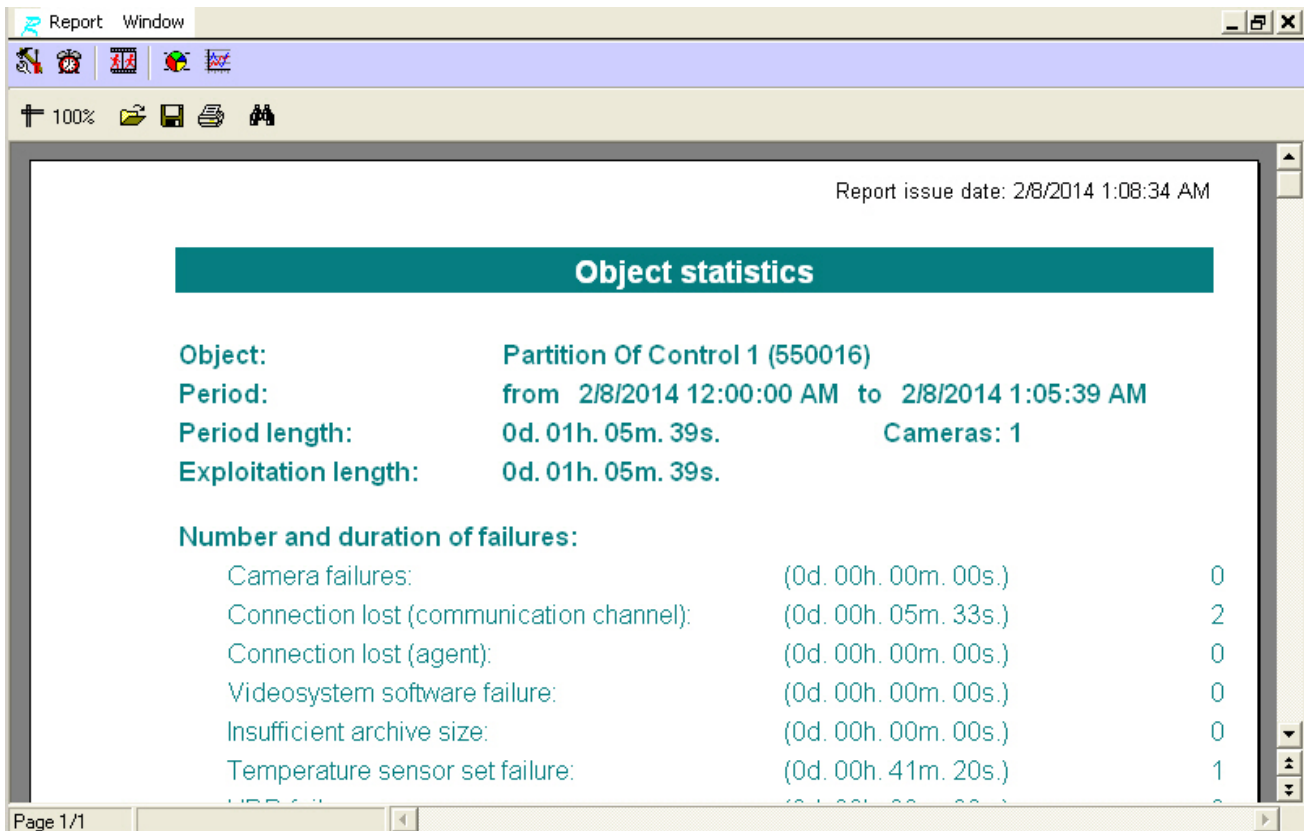 Report Window
100%
Report issue date: 2/8/2014 1:08:34 AM
Object statistics
Object: Partition Of Control 1 (550016)
Period: from 2/8/2014 12:00:00 AM to 2/8/2014 1:05:39 AM
Period length: 0d. 01h. 05m. 39s. Cameras: 1
Exploitation length: 0d. 01h. 05m. 39s.
Number and duration of failures:
Camera failures: (0d. 00h. 00m. 00s.) 0
Connection lost (communication channel): (0d. 00h. 05m. 33s.) 2
Connection lost (agent): (0d. 00h. 00m. 00s.) 0
Videosystem software failure: (0d. 00h. 00m. 00s.) 0
Insufficient archive size: (0d. 00h. 00m. 00s.) 0
Temperature sensor set failure: (0d. 00h. 41m. 20s.) 1
Page 1/1